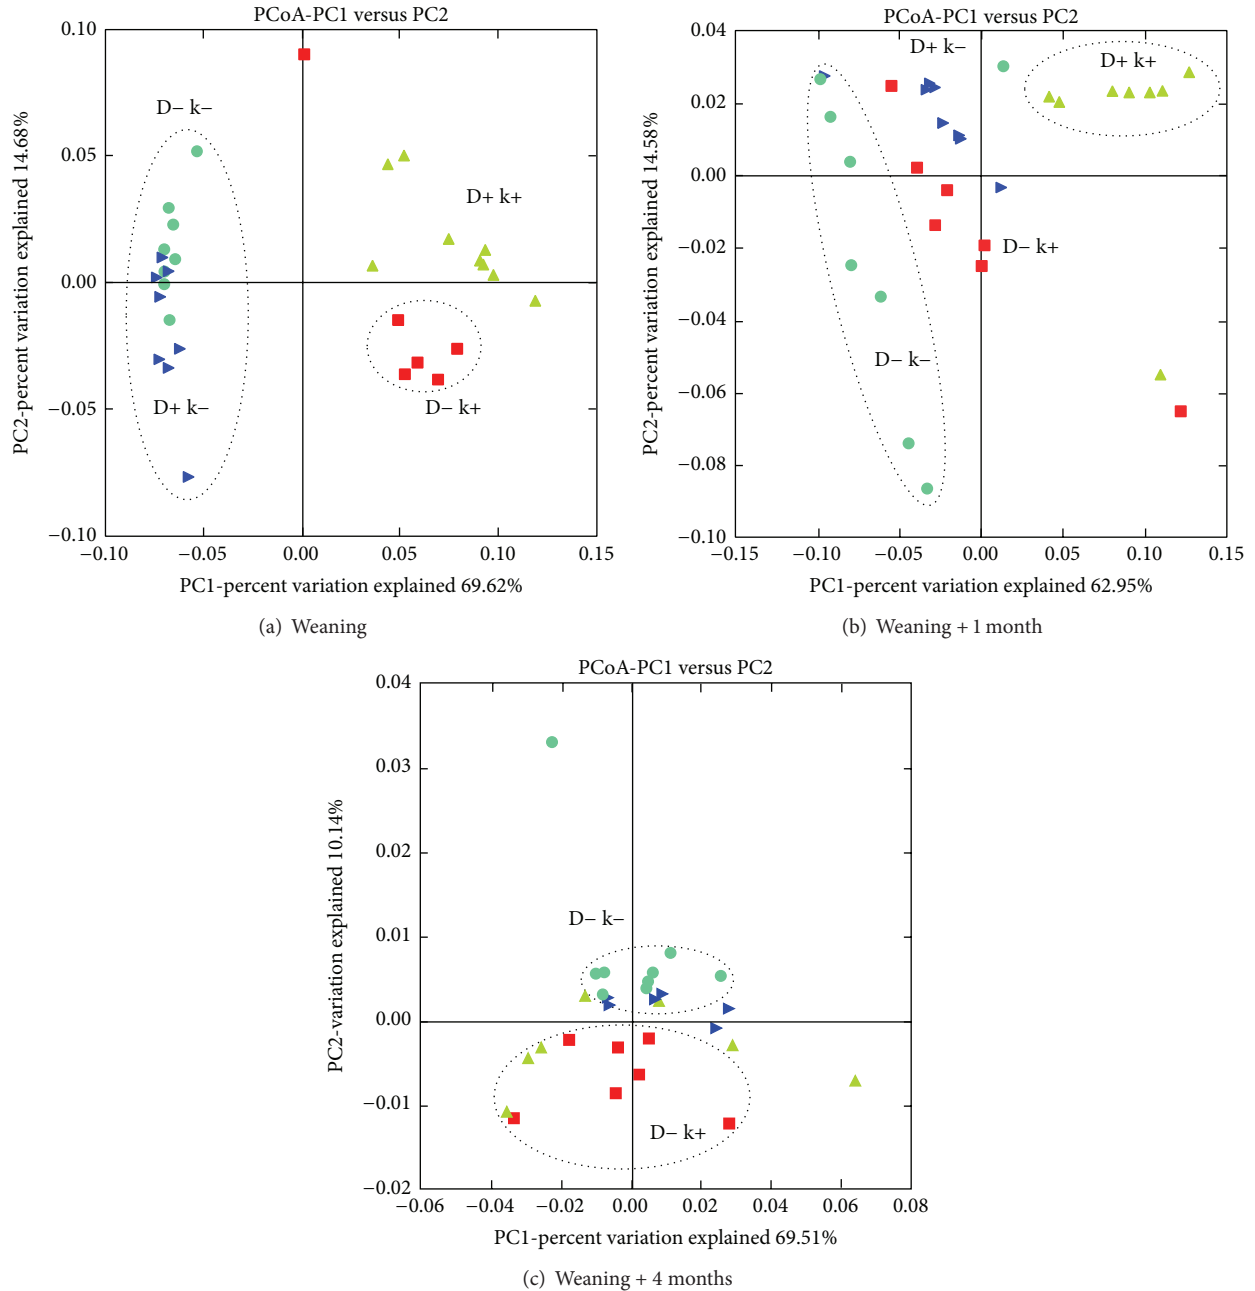 PCoA-PC1 versus PC2
0.10
0.05
0.00
−0.05
−0.10
PC2-percent variation explained 14.68%
D− k−
D+ k+
D+ k−
D− k+
−0.10 −0.05 0.00 0.05 0.10 0.15
PC1-percent variation explained 69.62%
(a) Weaning
PCoA-PC1 versus PC2
0.04
0.02
0.00
−0.02
−0.04
−0.06
−0.08
−0.10
PC2-percent variation explained 14.58%
D+ k−
D+ k+
D− k+
D− k−
−0.15 −0.10 −0.05 0.00 0.05 0.10 0.15
PC1-percent variation explained 62.95%
(b) Weaning + 1 month
PCoA-PC1 versus PC2
0.04
0.03
0.02
0.01
0.00
−0.01
−0.02
PC2-variation explained 10.14%
D− k−
D− k+
−0.06 −0.04 −0.02 0.00 0.02 0.04 0.06 0.08
PC1-percent variation explained 69.51%
(c) Weaning + 4 months